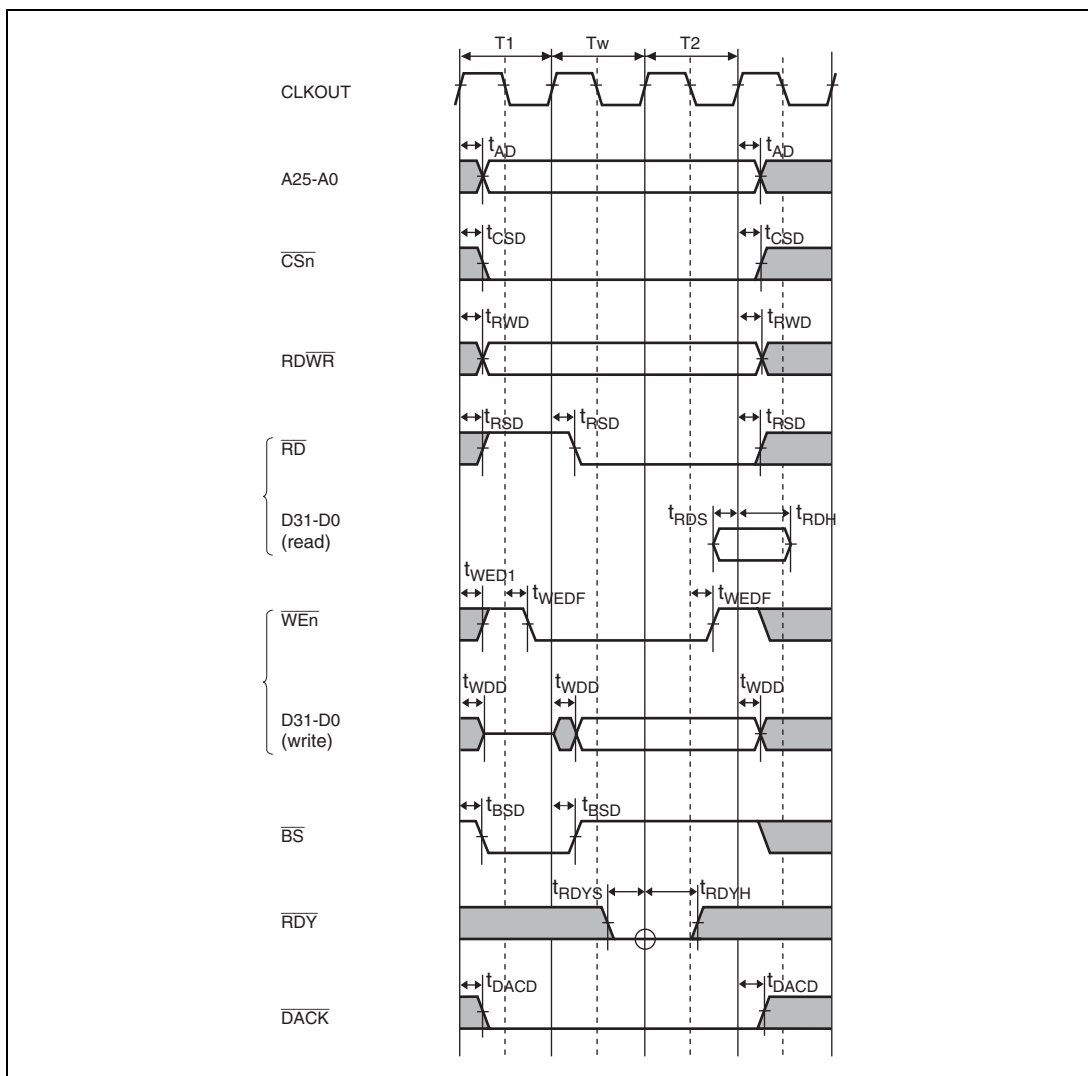 T1 Tw T2
CLKOUT
tAD tAD
A25-A0
tCSD tCSD
CSn
tRWD tRWD
RDWR
tRSD tRSD tRSD
RD
tRDS tRDH
D31-D0
(read)
tWED1 tWEDF tWEDF
WEn
tWDD tWDD tWDD
D31-D0
(write)
tBSD tBSD
BS
tRDYS tRDYH
RDY
tDACD tDACD
DACK